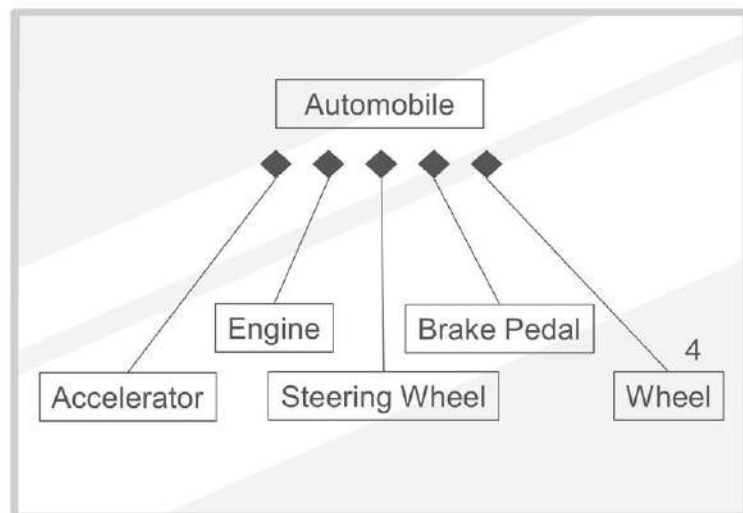 Automobile
Engine
Brake Pedal
4
Accelerator
Steering Wheel
Wheel